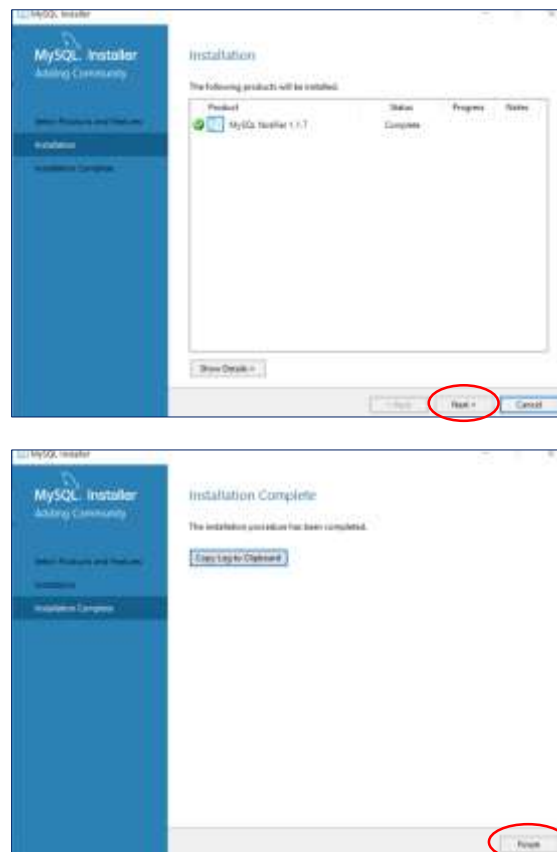 MySQL Installer
MySQL Installer
Adding Community
Installation
The following products will be installed.
Product Status Progress Notes
MySQL Notifier 1.1.7 Complete
Select Products and Features
Installation
Installation Complete
Show Details >
< Back Next > Cancel
MySQL Installer
MySQL Installer
Adding Community
Installation Complete
The installation procedure has been completed.
Copy Log to Clipboard
Select Products and Features
Installation
Installation Complete
Finish